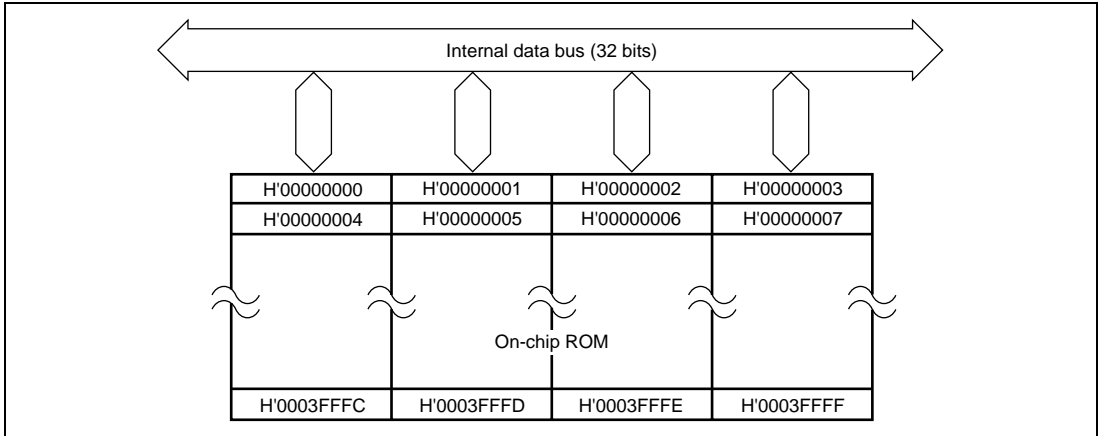 Internal data bus (32 bits)
H'00000000 H'00000001 H'00000002 H'00000003
H'00000004 H'00000005 H'00000006 H'00000007
On-chip ROM
H'0003FFFC H'0003FFFD H'0003FFFE H'0003FFFF